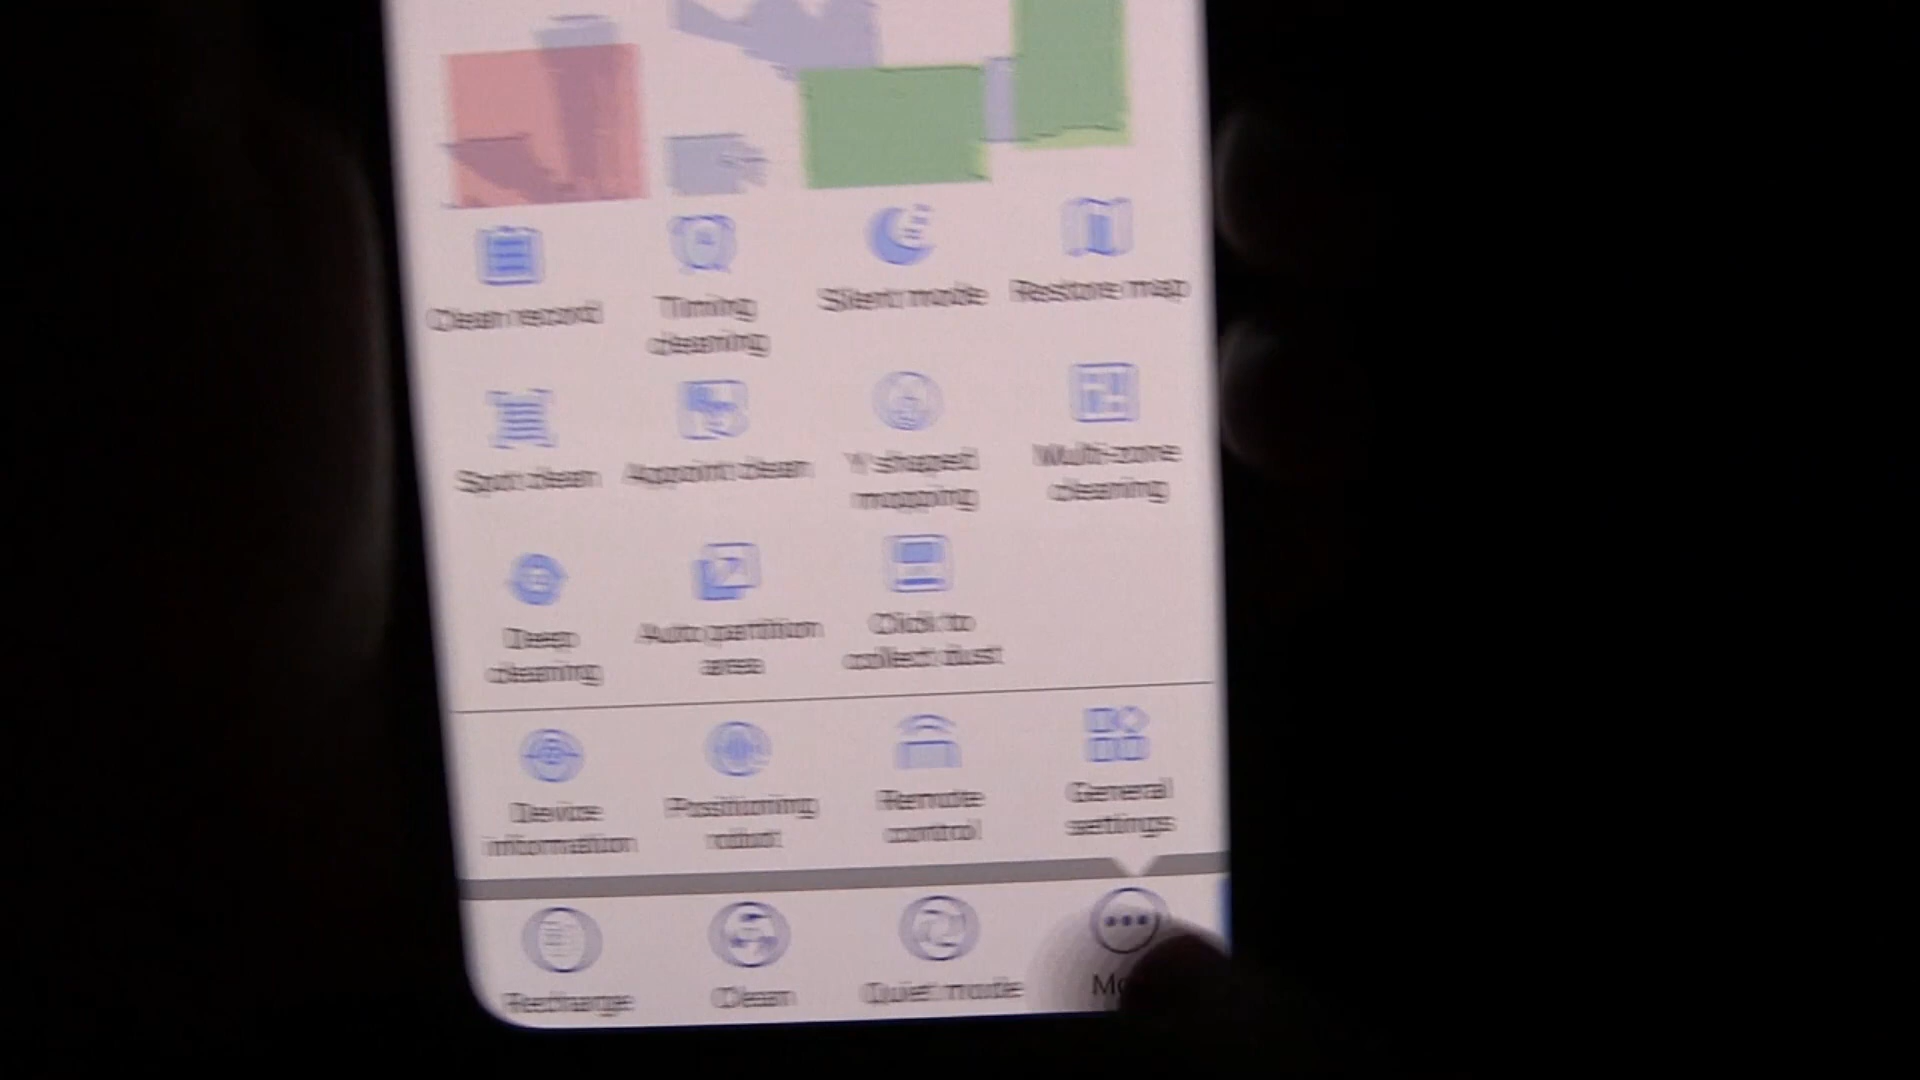 Clean record
Timing
cleaning
Silent mode
Restore map
Spot clean
Appoint clean
Y shaped
mopping
Multi-zone
cleaning
Deep
cleaning
Auto partition
area
Click to
collect dust
Device
information
Positioning
robot
Remote
control
General
settings
Recharge
Clean
Quiet mode